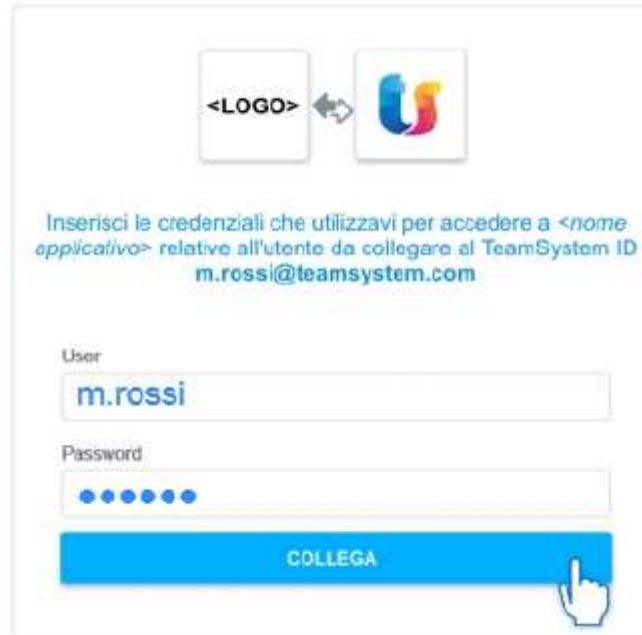 <LOGO>
Inserisci le credenziali che utilizzavi per accedere a <nome
applicativo> relative all'utente da collegare al TeamSystem ID
m.rossi@teamsystem.com
User
m.rossi
Password
COLLEGA